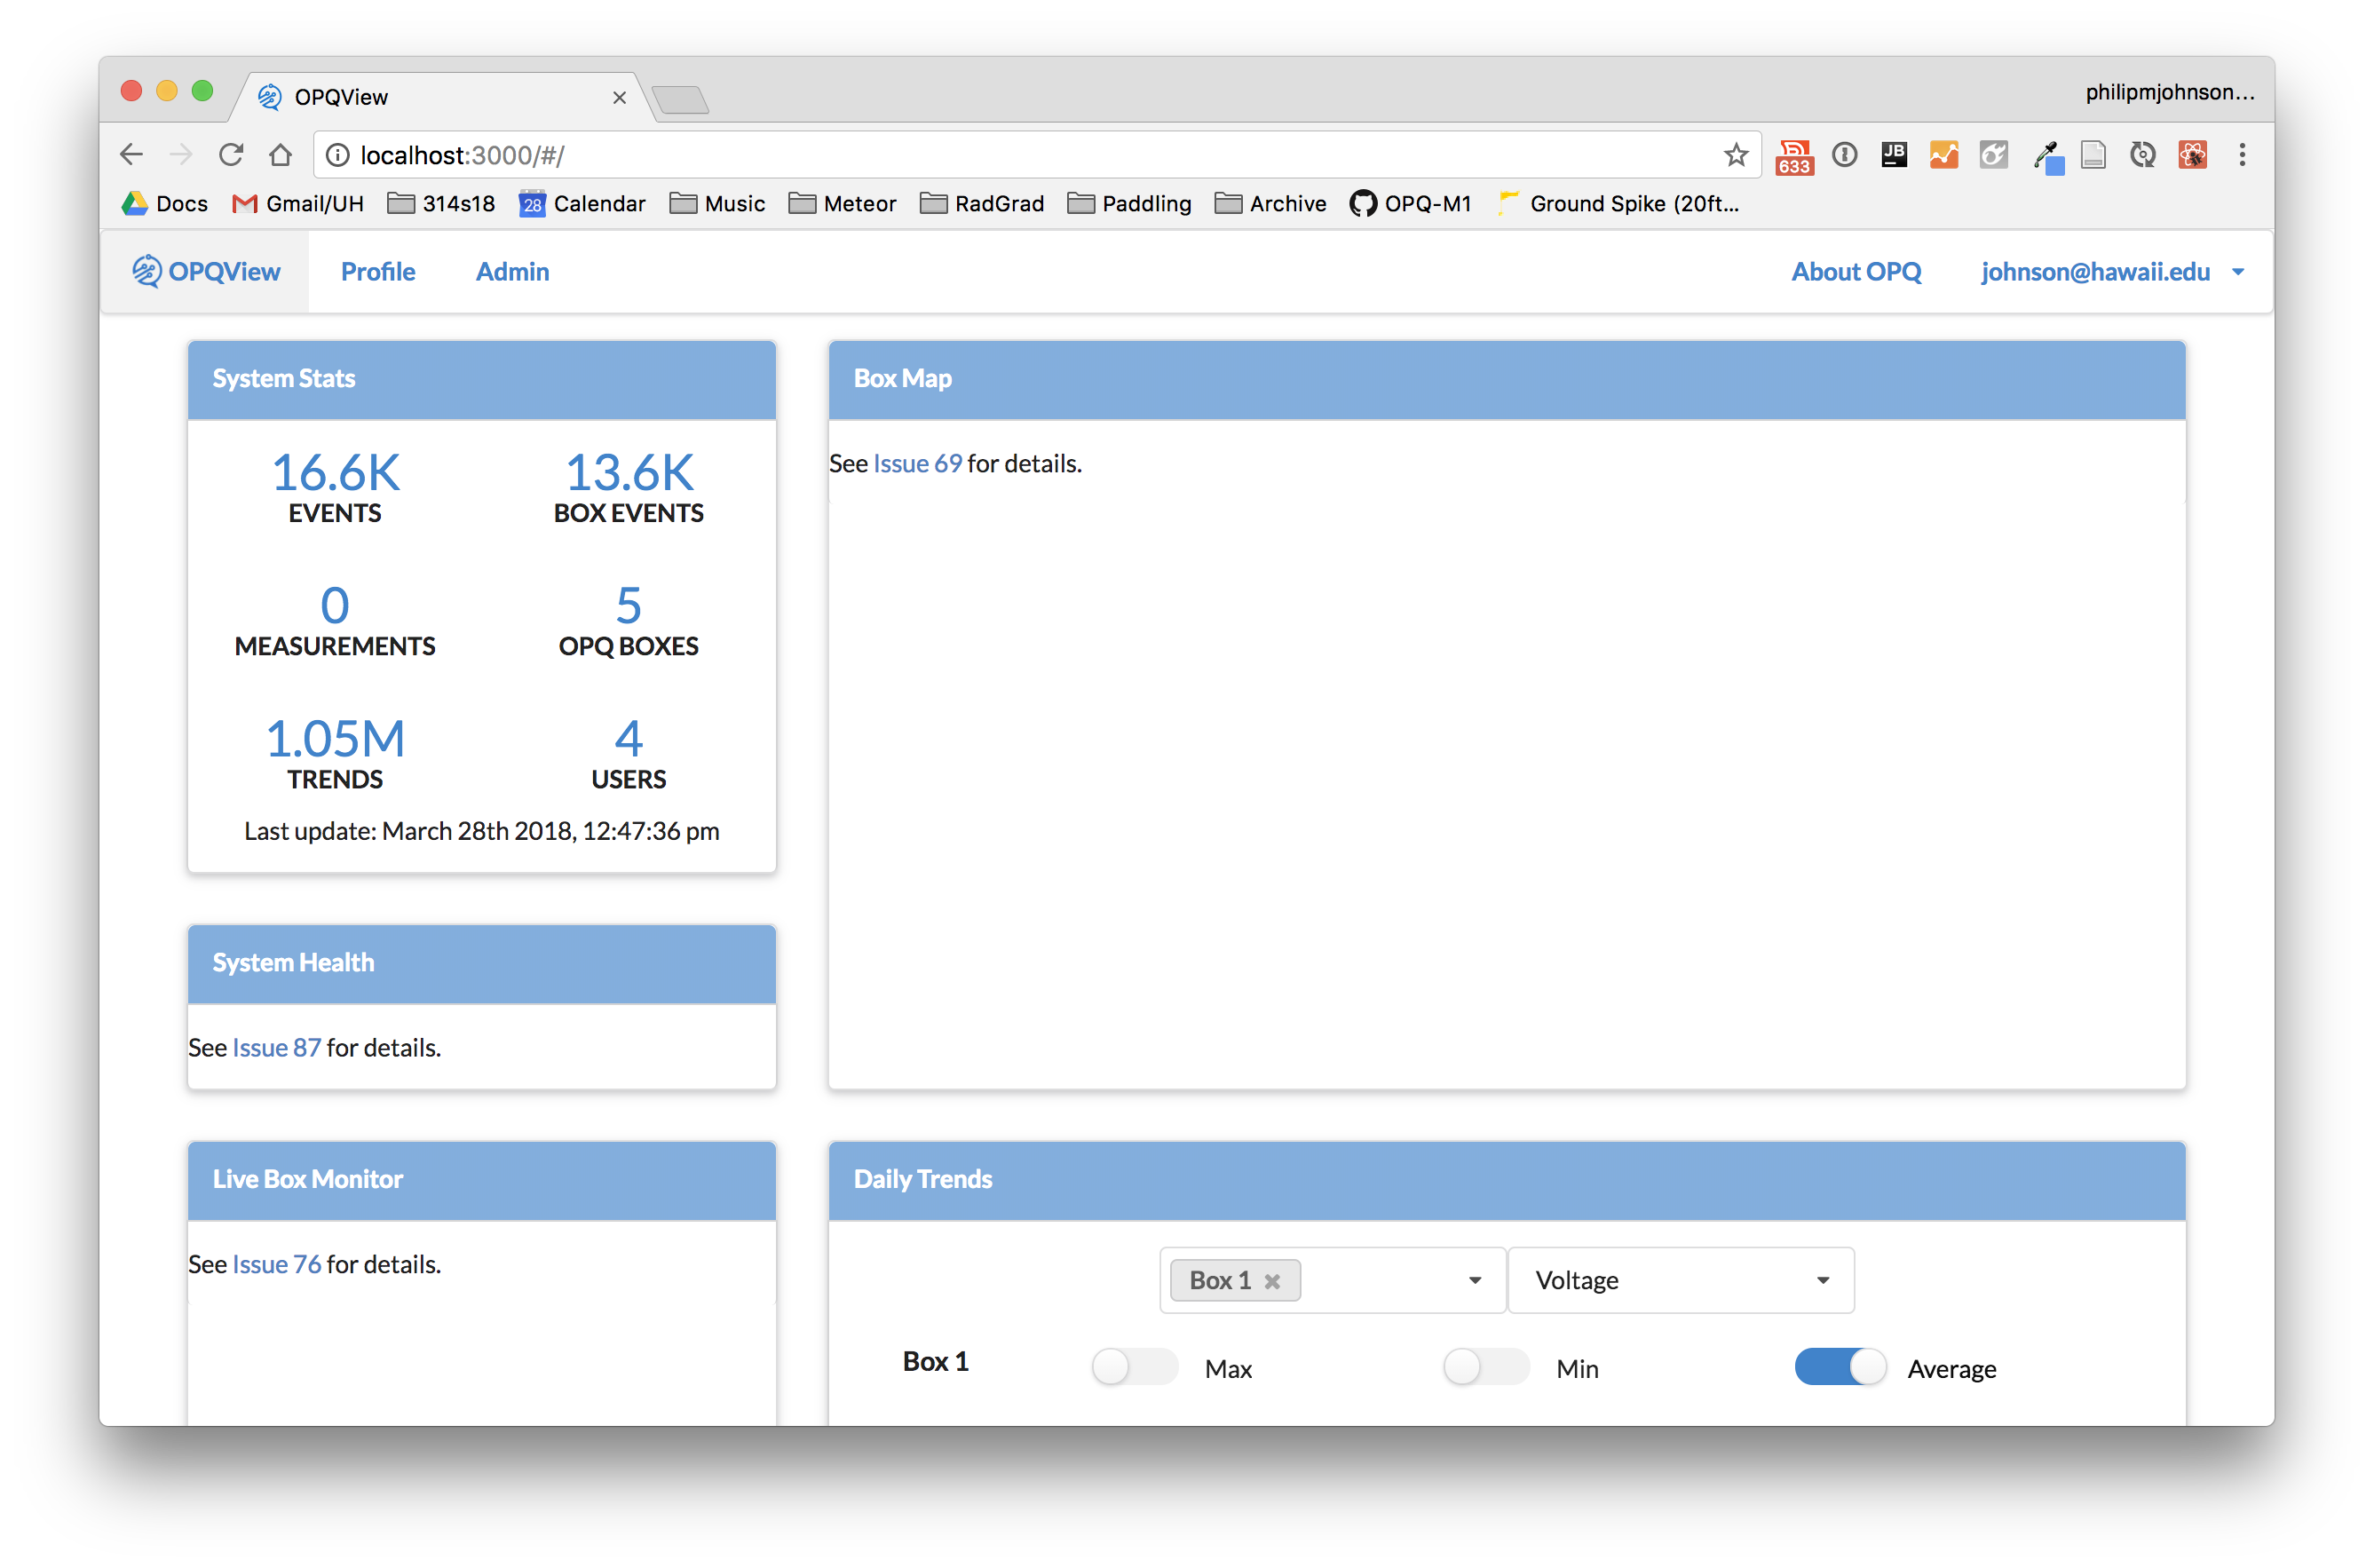 OPQView
philipmjohnson...
localhost:3000/#/
633
JB
Docs Gmail/UH 314s18 28 Calendar Music Meteor RadGrad Paddling Archive OPQ-M1 Ground Spike (20ft...
OPQView Profile Admin About OPQ johnson@hawaii.edu
System Stats
16.6K 13.6K
EVENTS BOX EVENTS
0 5
MEASUREMENTS OPQ BOXES
1.05M 4
TRENDS USERS
Last update: March 28th 2018, 12:47:36 pm
Box Map
See Issue 69 for details.
System Health
See Issue 87 for details.
Live Box Monitor
See Issue 76 for details.
Daily Trends
Box 1 Voltage
Box 1 Max Min Average